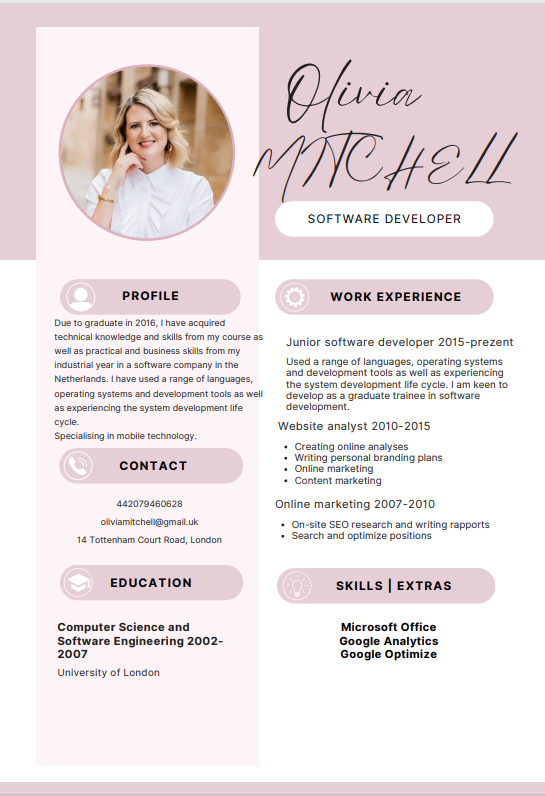 Olivia
MITCHELL
SOFTWARE DEVELOPER
PROFILE
Due to graduate in 2016, I have acquired
technical knowledge and skills from my course as
well as practical and business skills from my
industrial year in a software company in the
Netherlands. I have used a range of languages,
operating systems and development tools as well
as experiencing the system development life
cycle.
Specialising in mobile technology.
CONTACT
442079460628
oliviamitchell@gmail.uk
14 Tottenham Court Road, London
EDUCATION
Computer Science and
Software Engineering 2002-
2007
University of London
WORK EXPERIENCE
Junior software developer 2015-prezent
Used a range of languages, operating systems
and development tools as well as experiencing
the system development life cycle. I am keen to
develop as a graduate trainee in software
development.
Website analyst 2010-2015
• Creating online analyses
• Writing personal branding plans
• Online marketing
• Content marketing
Online marketing 2007-2010
• On-site SEO research and writing rapports
• Search and optimize positions
SKILLS | EXTRAS
Microsoft Office
Google Analytics
Google Optimize